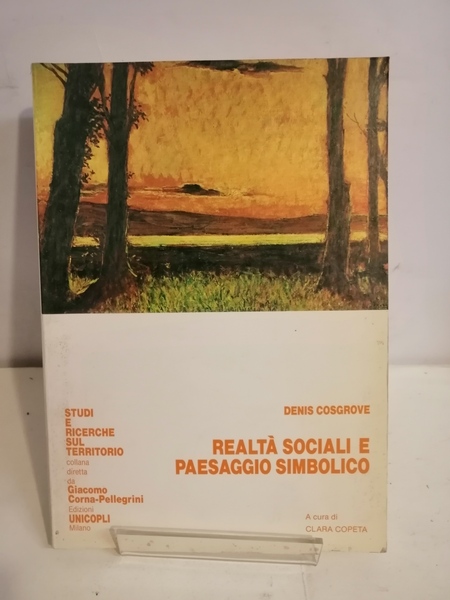 DENIS COSGROVE
REALTÀ SOCIALI E
PAESAGGIO SIMBOLICO
A cura di
CLARA COPETA
STUDI
E
RICERCHE
SUL
TERRITORIO
collana
diretta
da
Giacomo
Corna-Pellegrini
Edizioni
UNICOPLI
Milano